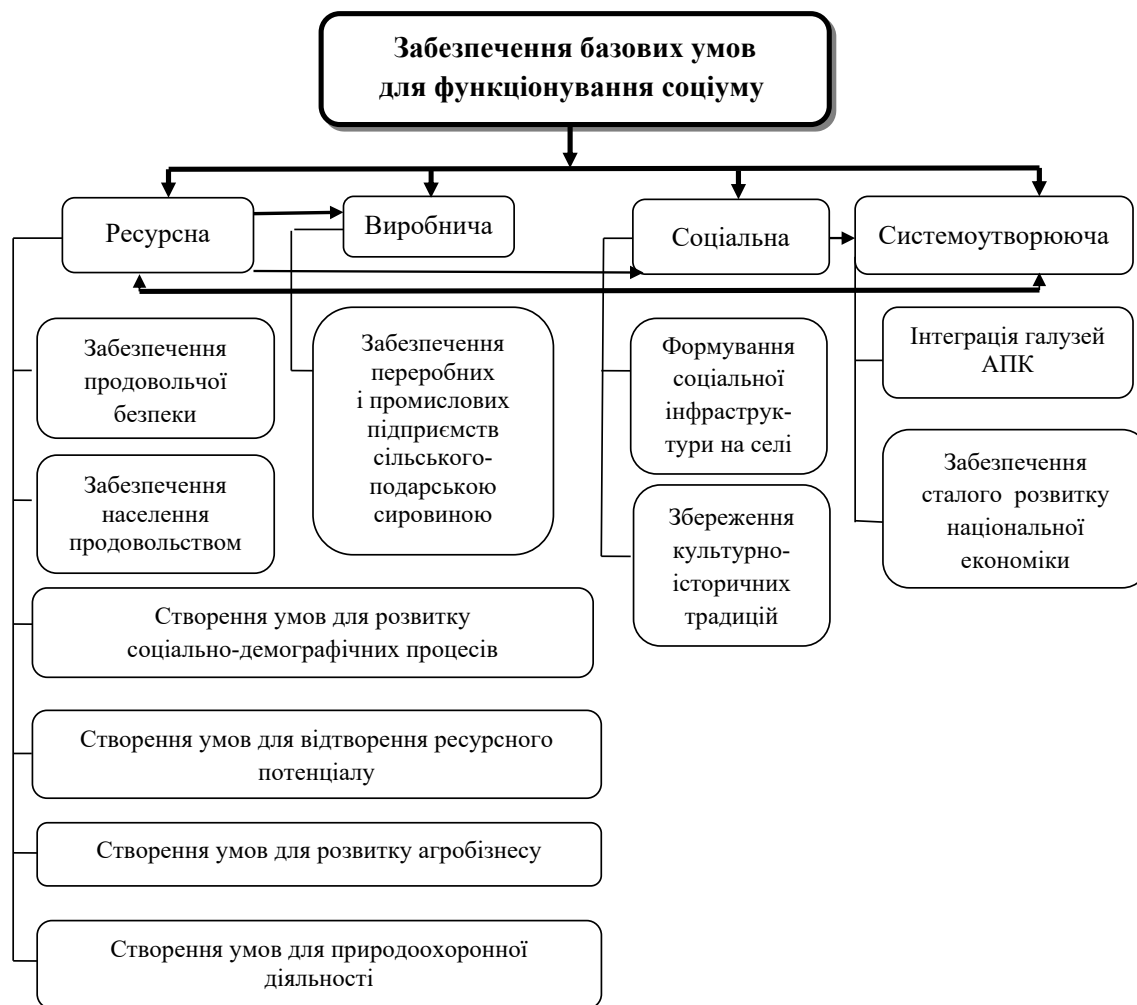 Забезпечення базових умов
для функціонування соціуму
Ресурсна
Виробнича
Соціальна
Системоутворююча
Забезпечення
продовольчої
безпеки
Забезпечення
населення
продовольством
Створення умов для розвитку
соціально-демографічних процесів
Створення умов для відтворення ресурсного
потенціалу
Створення умов для розвитку агробізнесу
Створення умов для природоохоронної
діяльності
Забезпечення
переробних
і промислових
підприємств
сільського-
подарською
сировиною
Формування
соціальної
інфраструк-
тури на селі
Збереження
культурно-
історичних
традицій
Інтеграція галузей
АПК
Забезпечення
сталого розвитку
національної
економіки